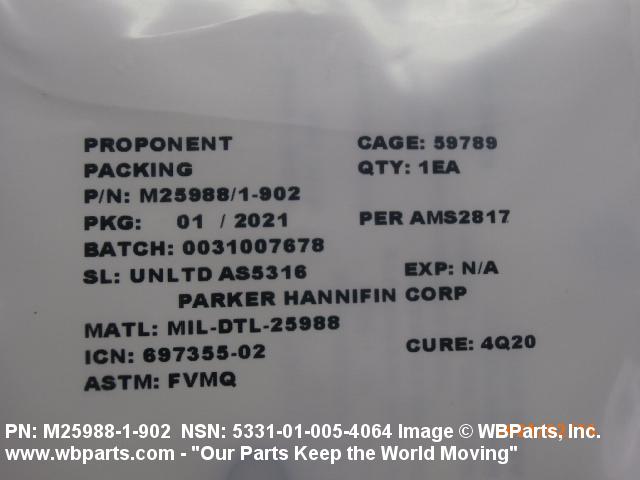 PROPONENT CAGE: 59789
PACKING QTY: 1EA
P/N: M25988/1-902
PKG: 01 / 2021 PER AMS2817
BATCH: 0031007678
SL: UNLTD AS5316 EXP: N/A
PARKER HANNIFIN CORP
MATL: MIL-DTL-25988
ICN: 697355-02 CURE: 4Q20
ASTM: FVMQ
PN: M25988-1-902 NSN: 5331-01-005-4064 Image © WBParts, Inc.
www.wbparts.com - "Our Parts Keep the World Moving"